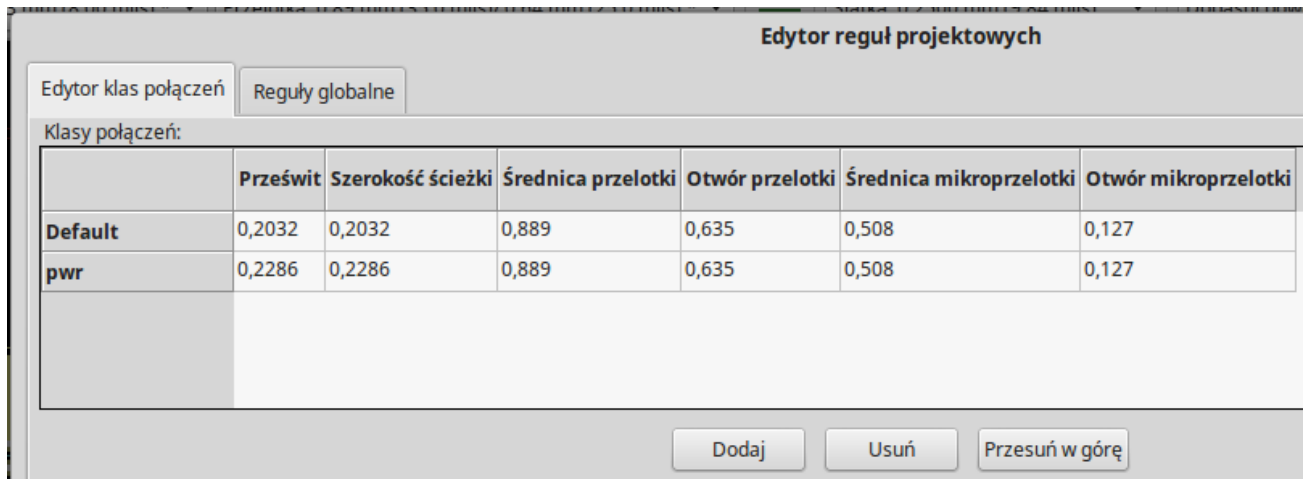 Edytor reguł projektowych
Edytor klas połączeń Reguły globalne
Klasy połączeń:
Prześwit Szerokość ścieżki Średnica przelotki Otwór przelotki Średnica mikroprzelotki Otwór mikroprzelotki
Default 0,2032 0,2032 0,889 0,635 0,508 0,127
pwr 0,2286 0,2286 0,889 0,635 0,508 0,127
Dodaj Usuń Przesuń w górę